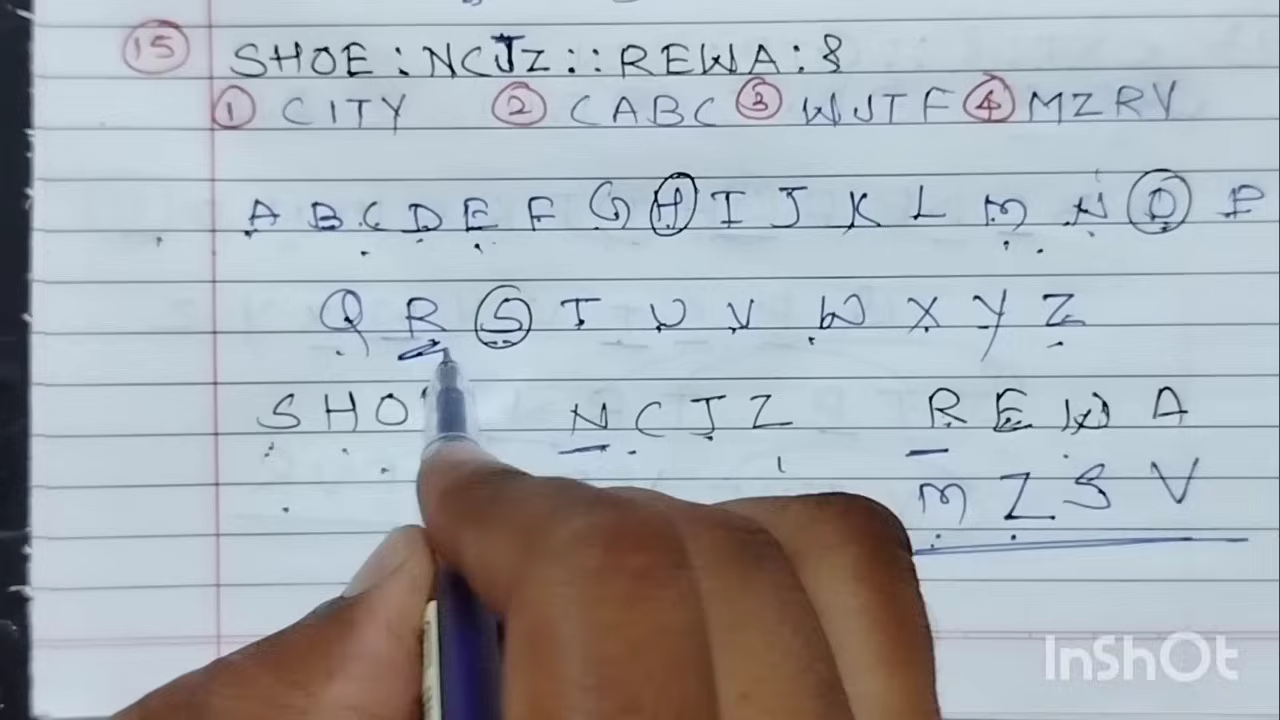 15 SHOE : NCJZ :: REWA : ?
1 CITY 2 CABC 3 WJTF 4 MZRV
A B C D E F G H I J K L M N O P
Q R S T U V W X Y Z
SHO NCJZ REWA
MZSV
InShOt